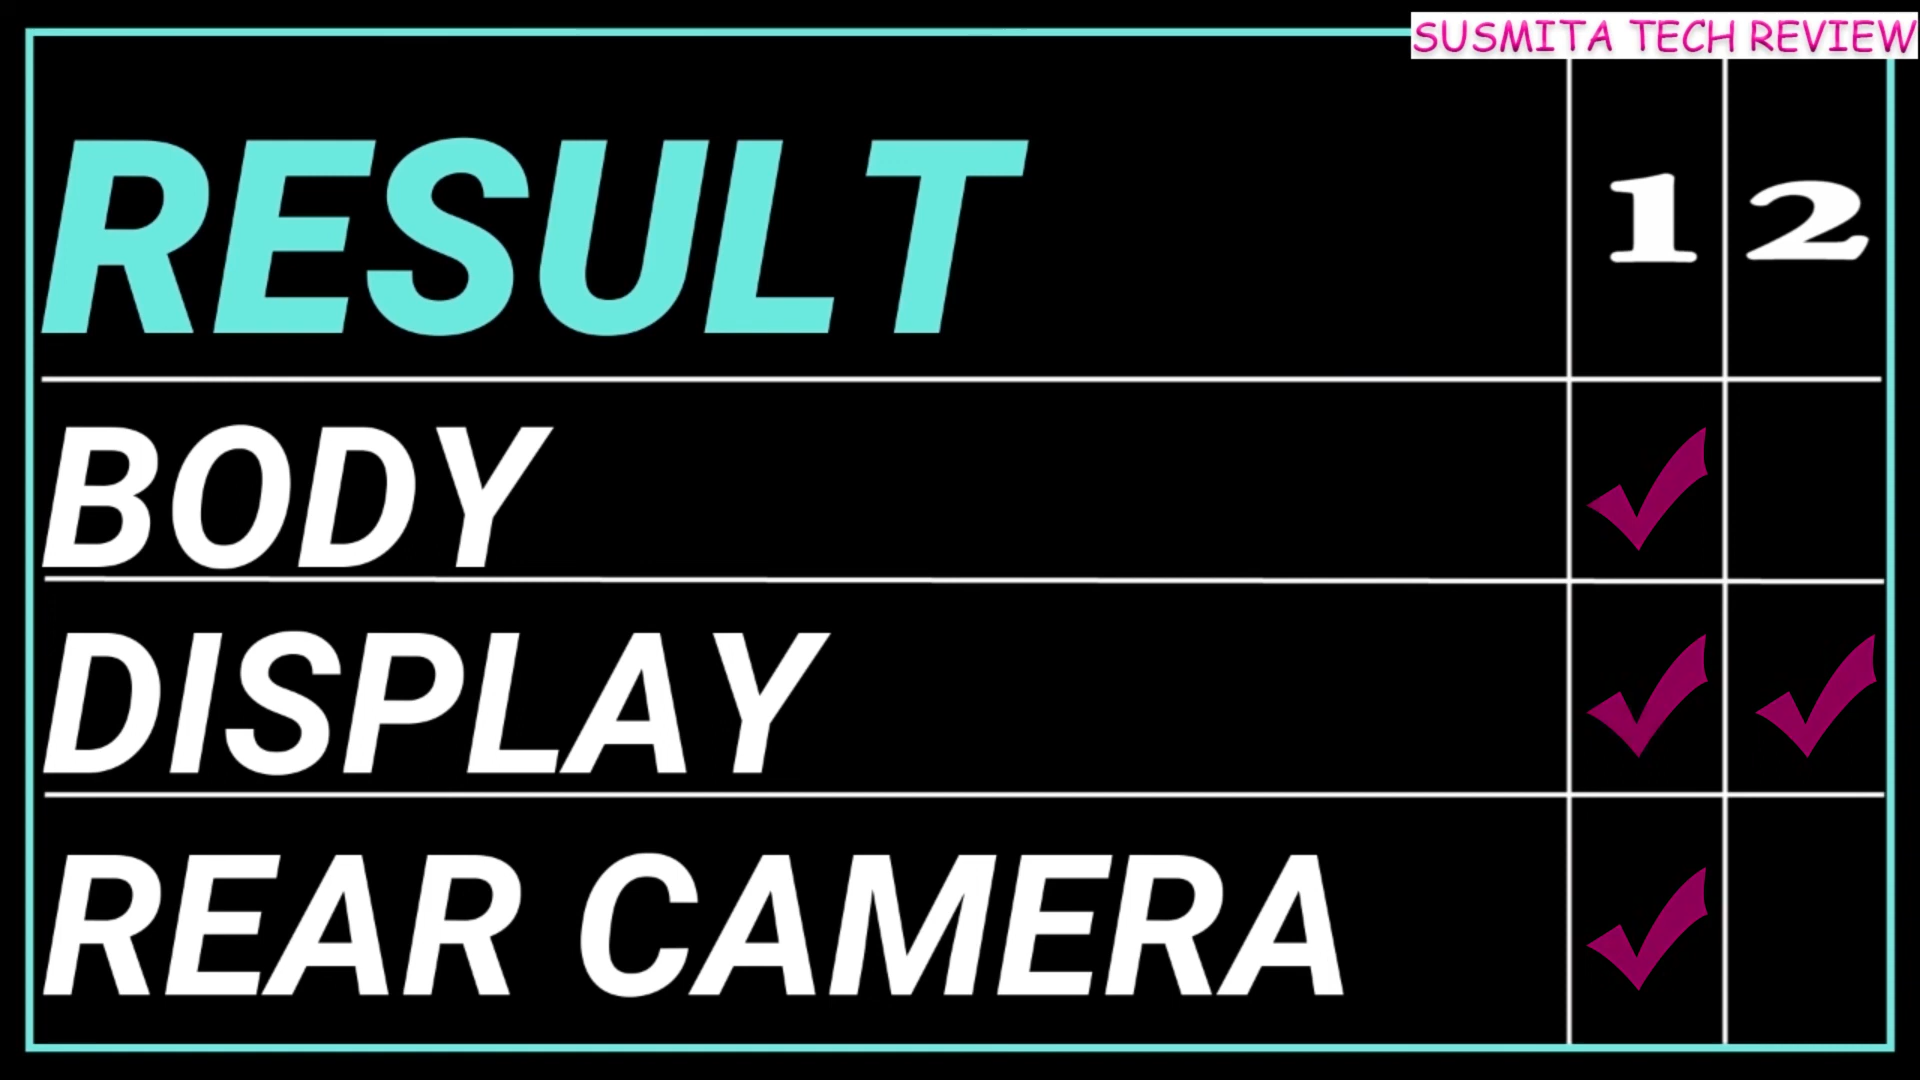 SUSMITA TECH REVIEW
RESULT 1 2
BODY
DISPLAY
REAR CAMERA